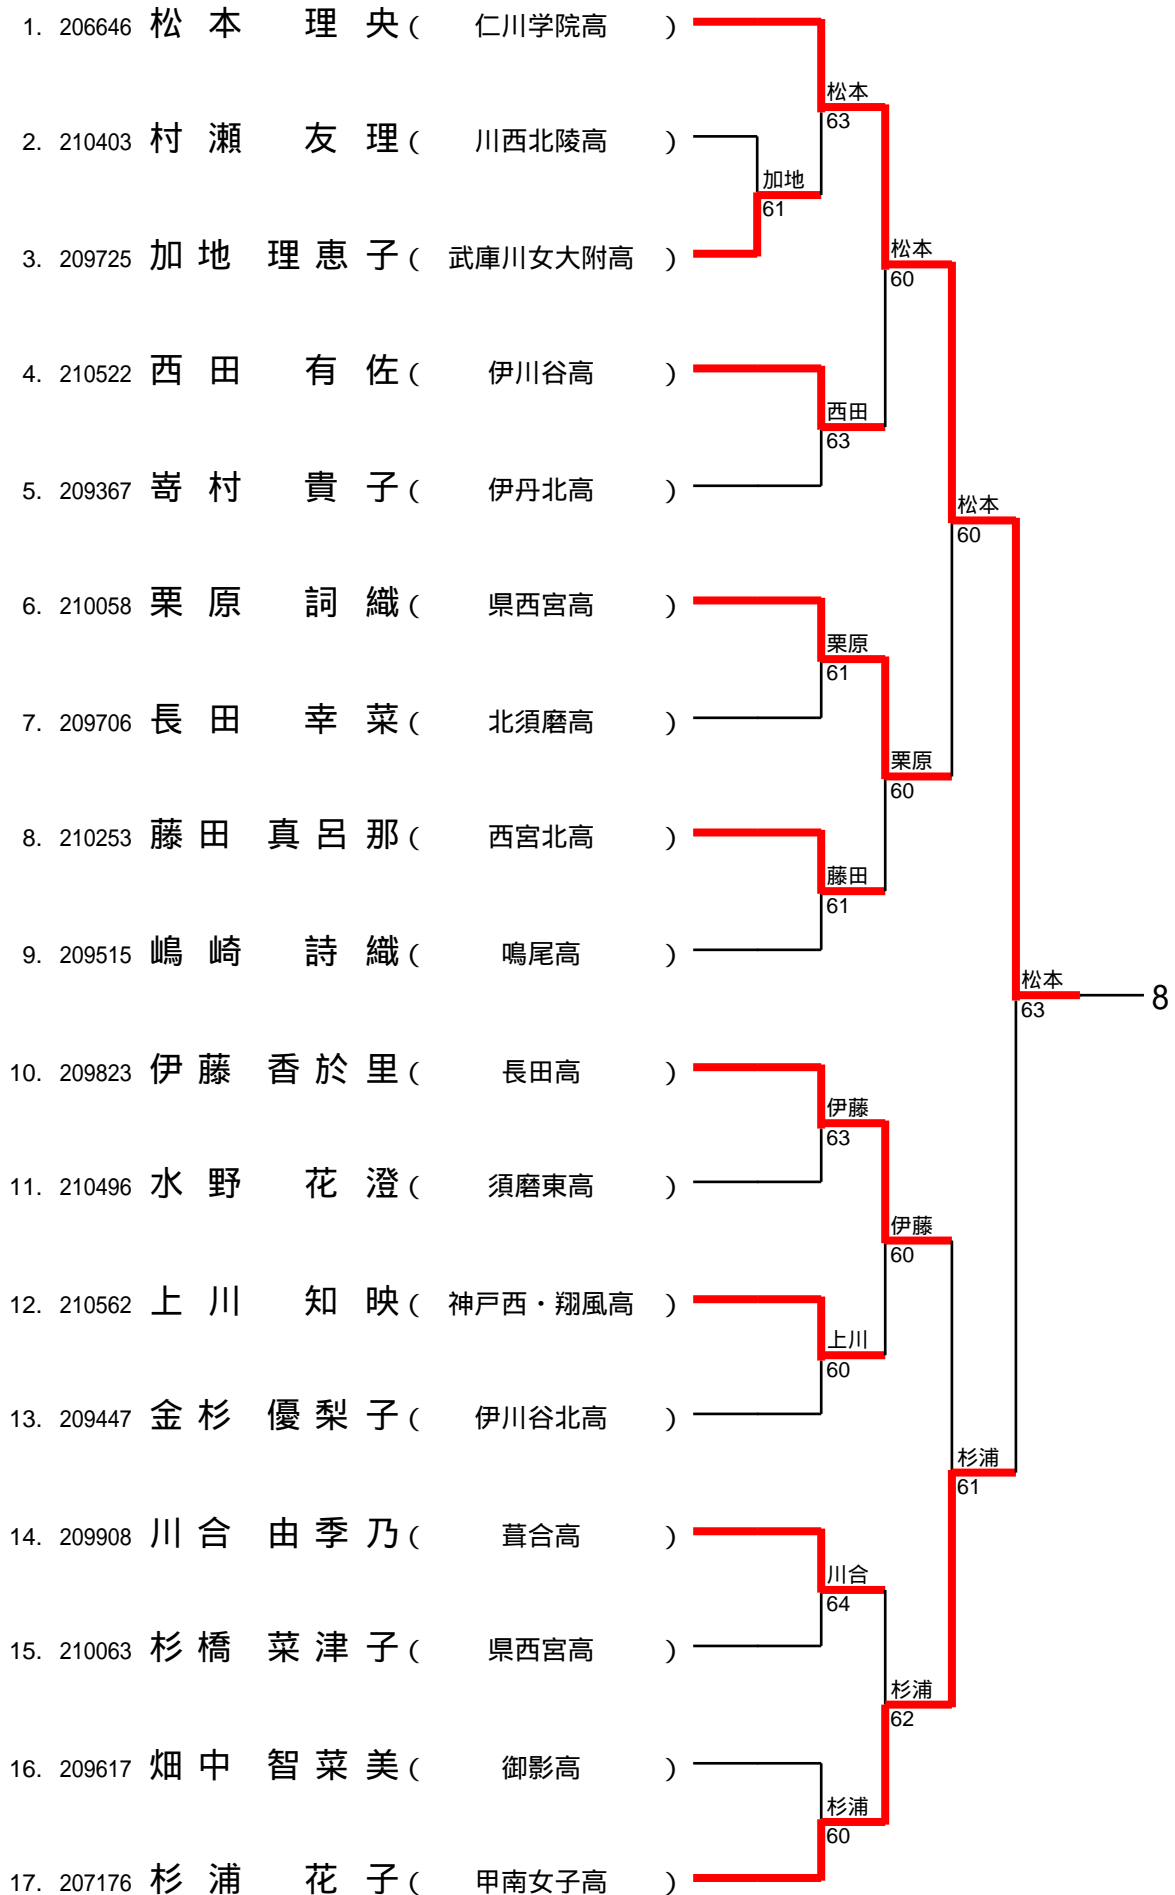 1. 206646 松本 理央 ( 仁川学院高 )
松本
63
2. 210403 村瀬 友理 ( 川西北陵高 )
加地
61
3. 209725 加地 理恵子 ( 武庫川女大附高 )
松本
60
4. 210522 西田 有佐 ( 伊川谷高 )
西田
63
5. 209367 嵜村 貴子 ( 伊丹北高 )
松本
60
6. 210058 栗原 詞織 ( 県西宮高 )
栗原
61
7. 209706 長田 幸菜 ( 北須磨高 )
栗原
60
8. 210253 藤田 真呂那 ( 西宮北高 )
藤田
61
9. 209515 嶋崎 詩織 ( 鳴尾高 )
松本
63
8
10. 209823 伊藤 香於里 ( 長田高 )
伊藤
63
11. 210496 水野 花澄 ( 須磨東高 )
伊藤
60
12. 210562 上川 知映 ( 神戸西・翔風高 )
上川
60
13. 209447 金杉 優梨子 ( 伊川谷北高 )
杉浦
61
14. 209908 川合 由季乃 ( 葺合高 )
川合
64
15. 210063 杉橋 菜津子 ( 県西宮高 )
杉浦
62
16. 209617 畑中 智菜美 ( 御影高 )
杉浦
60
17. 207176 杉浦 花子 ( 甲南女子高 )